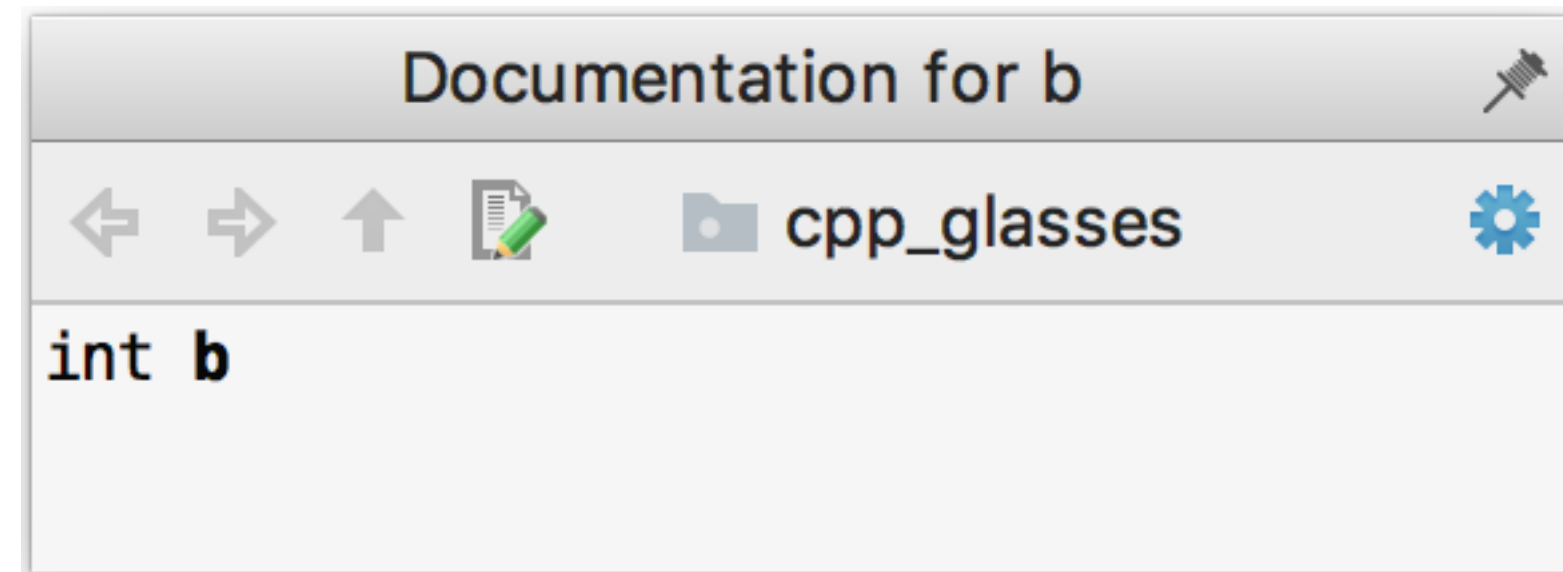 Documentation for b
cpp_glasses
int b